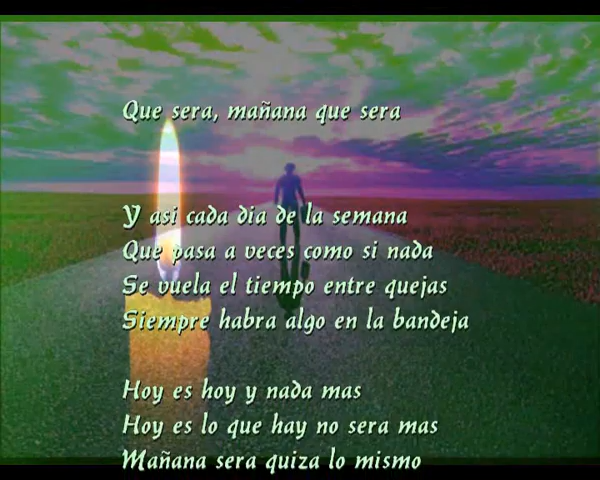 Que sera, mañana que sera
Y asi cada dia de la semana
Que pasa a veces como si nada
Se vuela el tiempo entre quejas
Siempre habra algo en la bandeja
Hoy es hoy y nada mas
Hoy es lo que hay no sera mas
Mañana sera quiza lo mismo